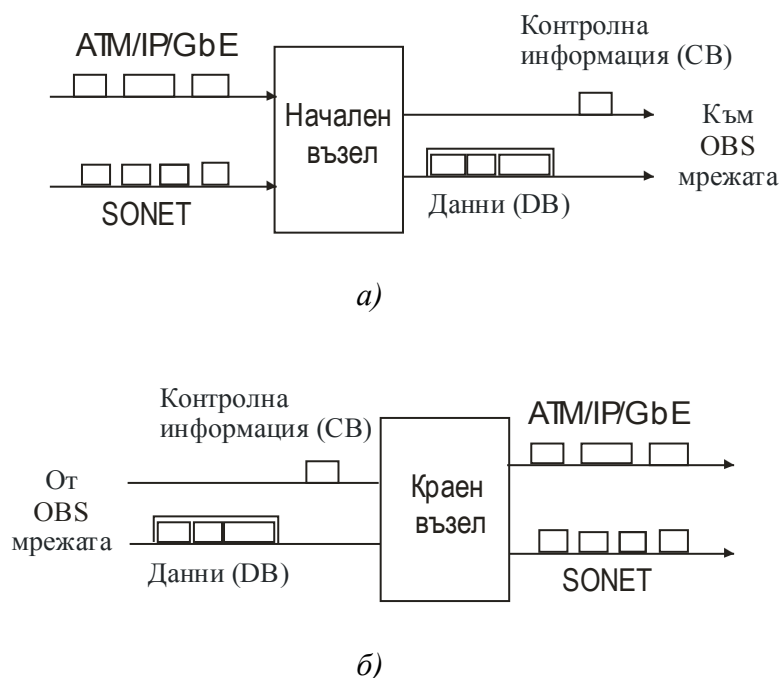 ATM/IP/GbE
SONET
Начален
възел
Контролна
информация (CB)
Данни (DB)
Към
OBS
мрежата
а)
Контролна
информация (CB)
От
OBS
мрежата
Данни (DB)
Краен
възел
ATM/IP/GbE
SONET
б)